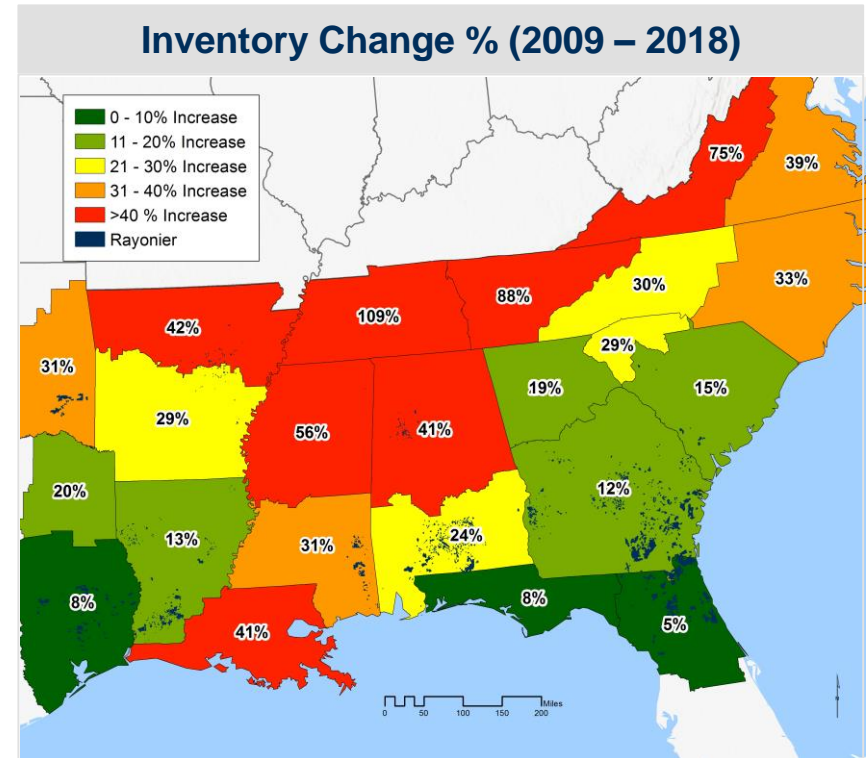 Inventory Change % (2009 – 2018)
0 - 10% Increase
11 - 20% Increase
21 - 30% Increase
31 - 40% Increase
>40 % Increase
Rayonier
75%
39%
33%
30%
88%
109%
42%
31%
29%
29%
56%
41%
19%
15%
20%
13%
12%
31%
24%
8%
8%
5%
41%
Miles
0 50 100 150 200